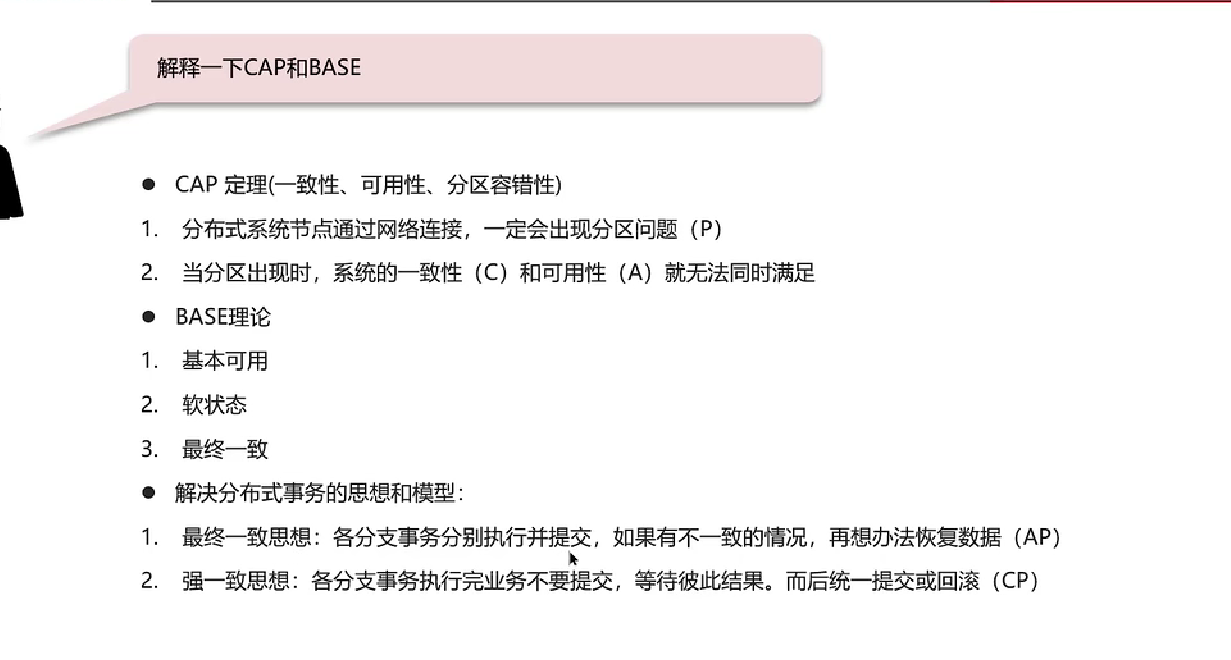 解释一下CAP和BASE
● CAP 定理(一致性、可用性、分区容错性)
1. 分布式系统节点通过网络连接，一定会出现分区问题（P）
2. 当分区出现时，系统的一致性（C）和可用性（A）就无法同时满足
● BASE理论
1. 基本可用
2. 软状态
3. 最终一致
● 解决分布式事务的思想和模型：
1. 最终一致思想：各分支事务分别执行并提交，如果有不一致的情况，再想办法恢复数据（AP）
2. 强一致思想：各分支事务执行完业务不要提交，等待彼此结果。而后统一提交或回滚（CP）